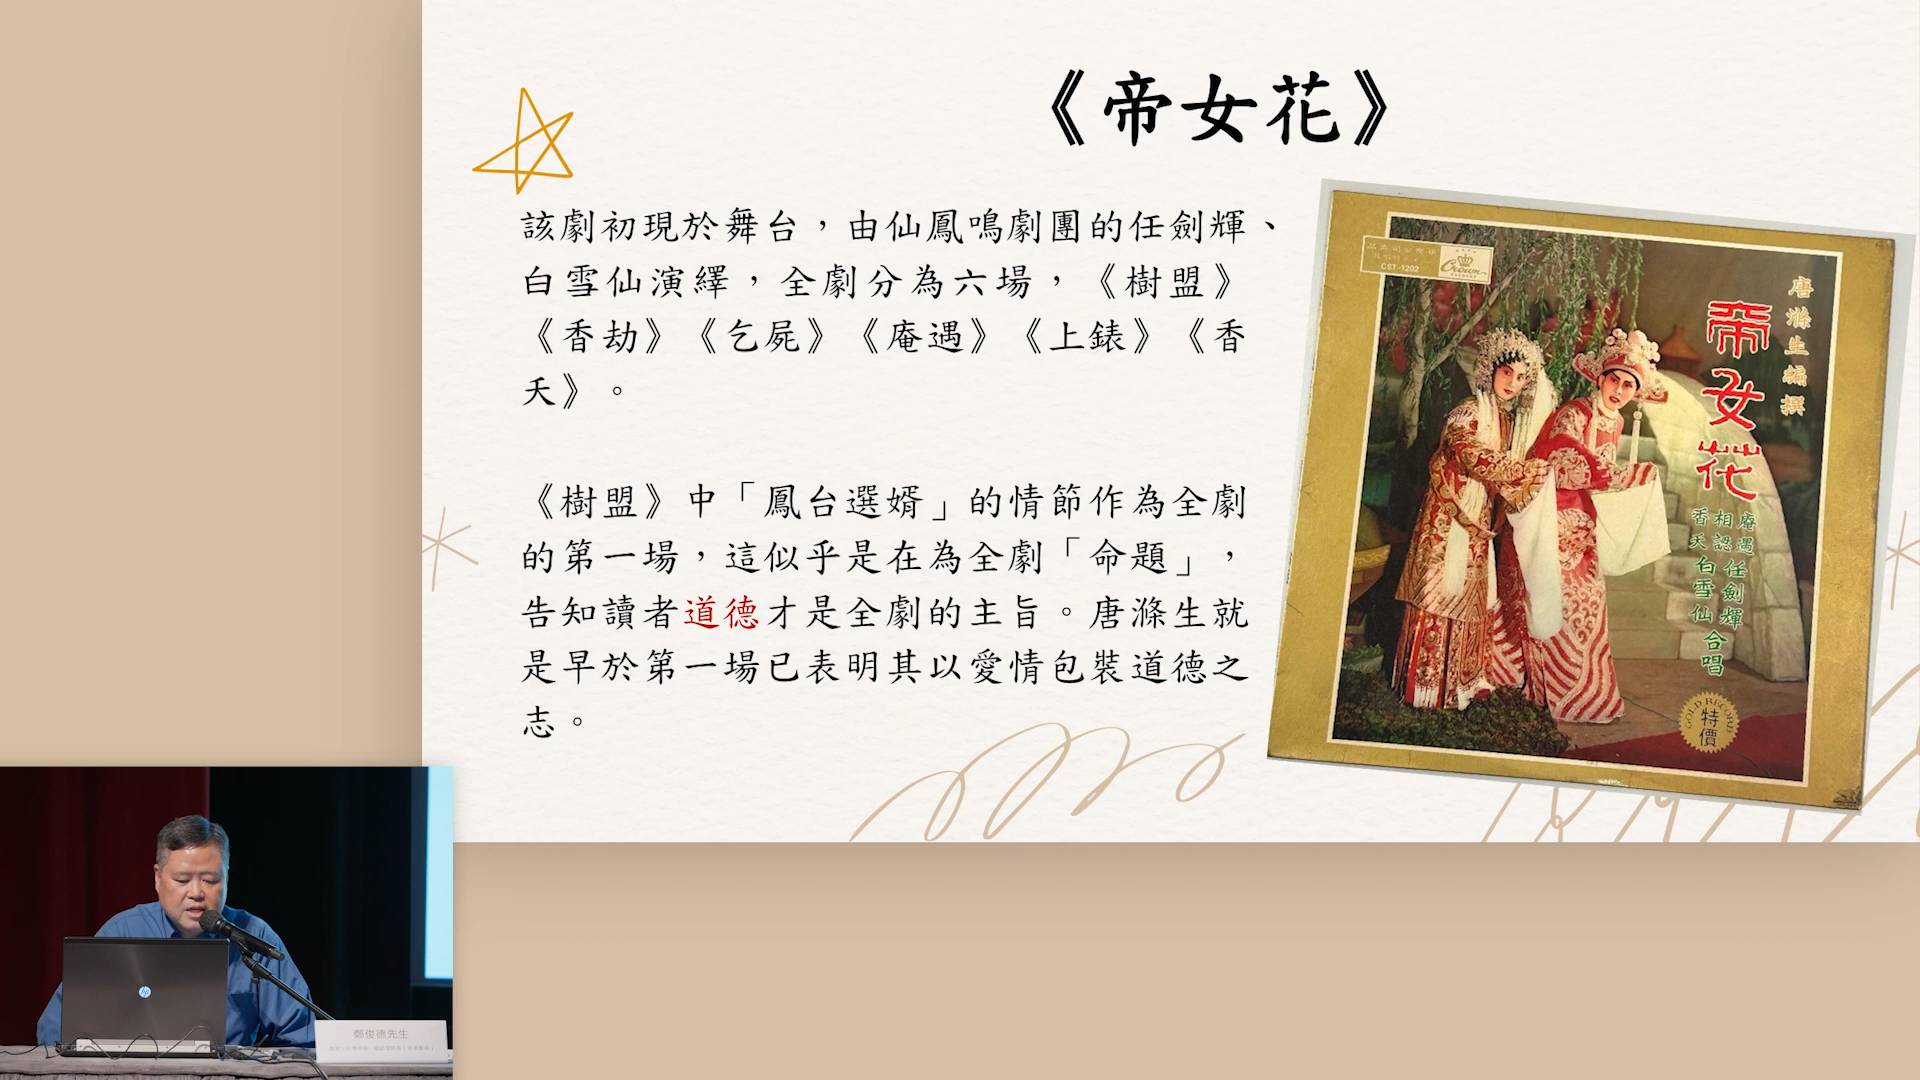 《帝女花》
該劇初現於舞台，由仙鳳鳴劇團的任劍輝、
白雪仙演繹，全劇分為六場，《樹盟》
《香劫》《乞屍》《庵遇》《上錶》《香
夭》。
《樹盟》中「鳳台選婿」的情節作為全劇
的第一場，這似乎是在為全劇「命題」，
告知讀者道德才是全劇的主旨。唐滌生就
是早於第一場已表明其以愛情包裝道德之
志。
CST-1202
Crown
唐滌生編撰
帝女花
庵遇
相認
香夭
任劍輝
白雪仙
合唱
GOLD RECORD
特價
hp
鄭俊德先生